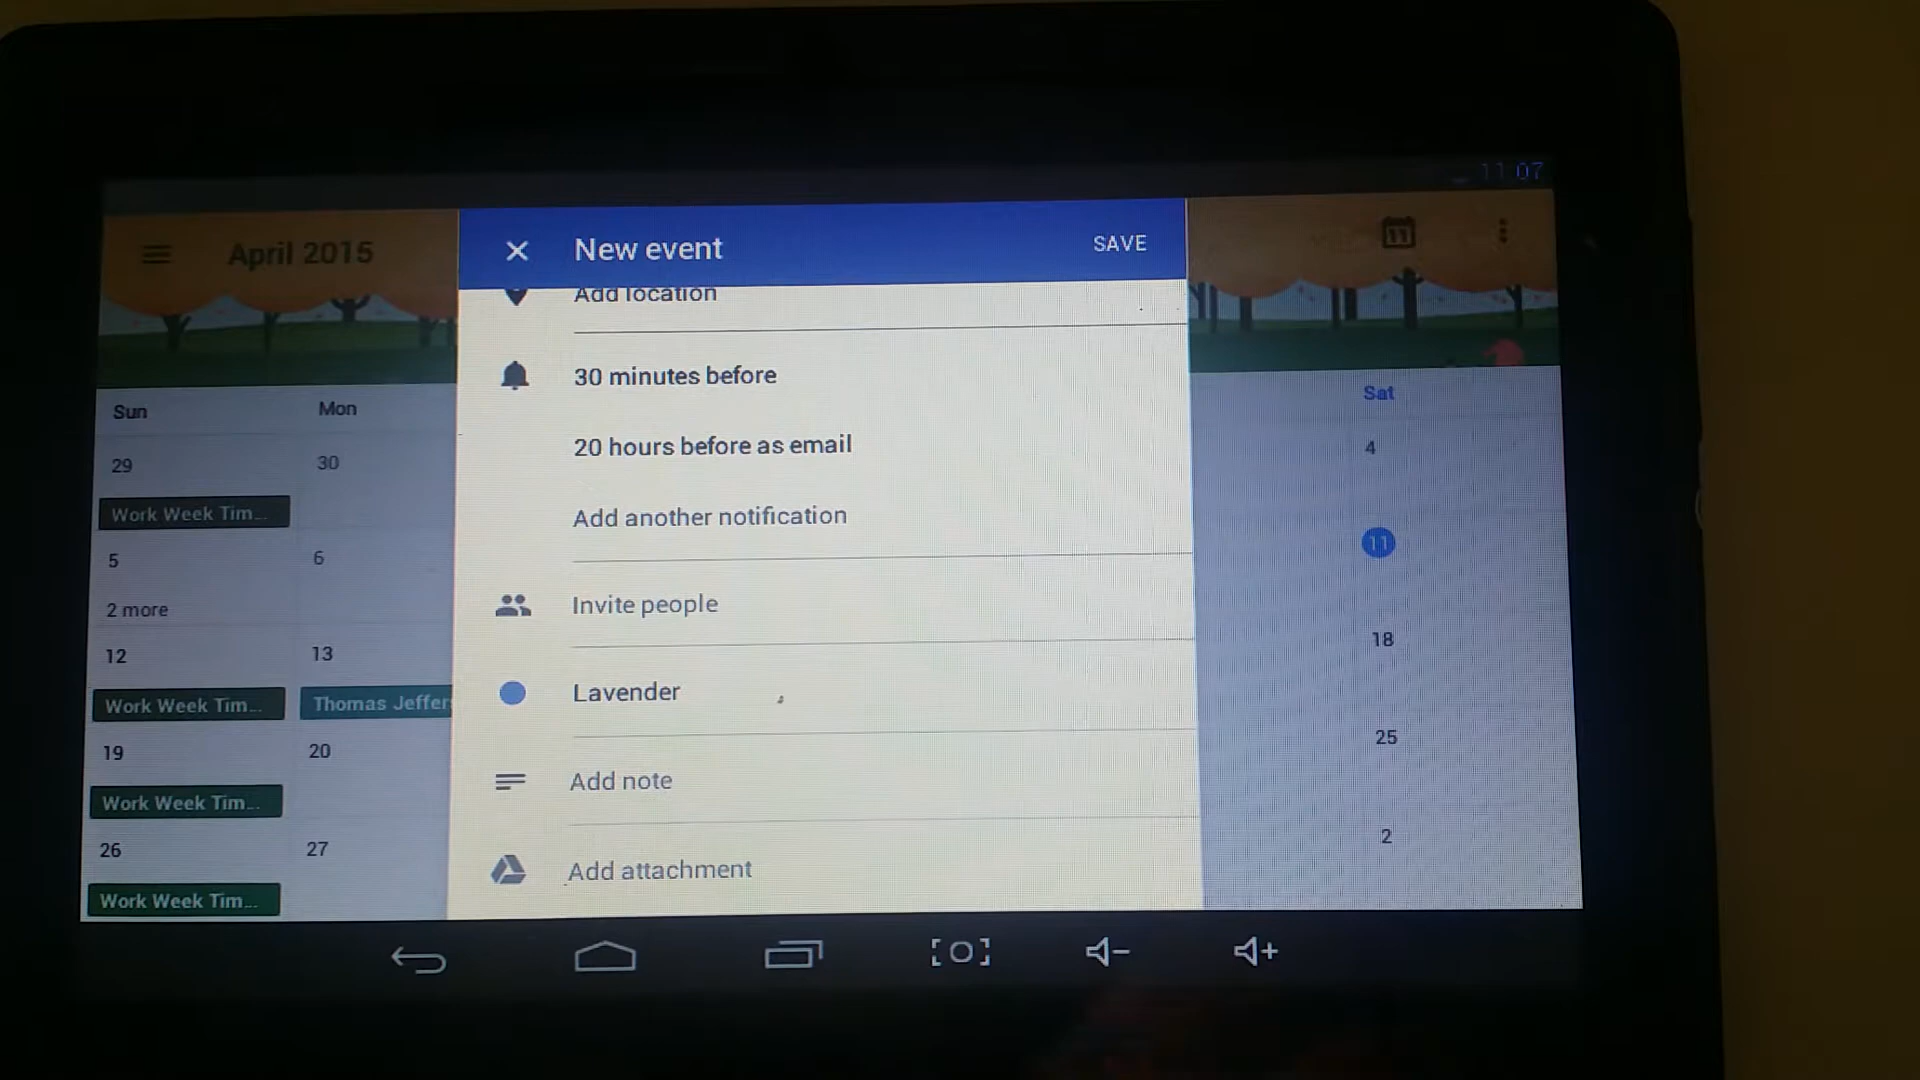 11 07
April 2015
New event
SAVE
11
Add location
30 minutes before
20 hours before as email
Add another notification
Invite people
Lavender
Add note
Add attachment
Sun
Mon
Sat
29
30
4
Work Week Tim...
5
6
11
2 more
12
13
18
Work Week Tim...
Thomas Jeffer
19
20
25
Work Week Tim...
26
27
2
Work Week Tim...